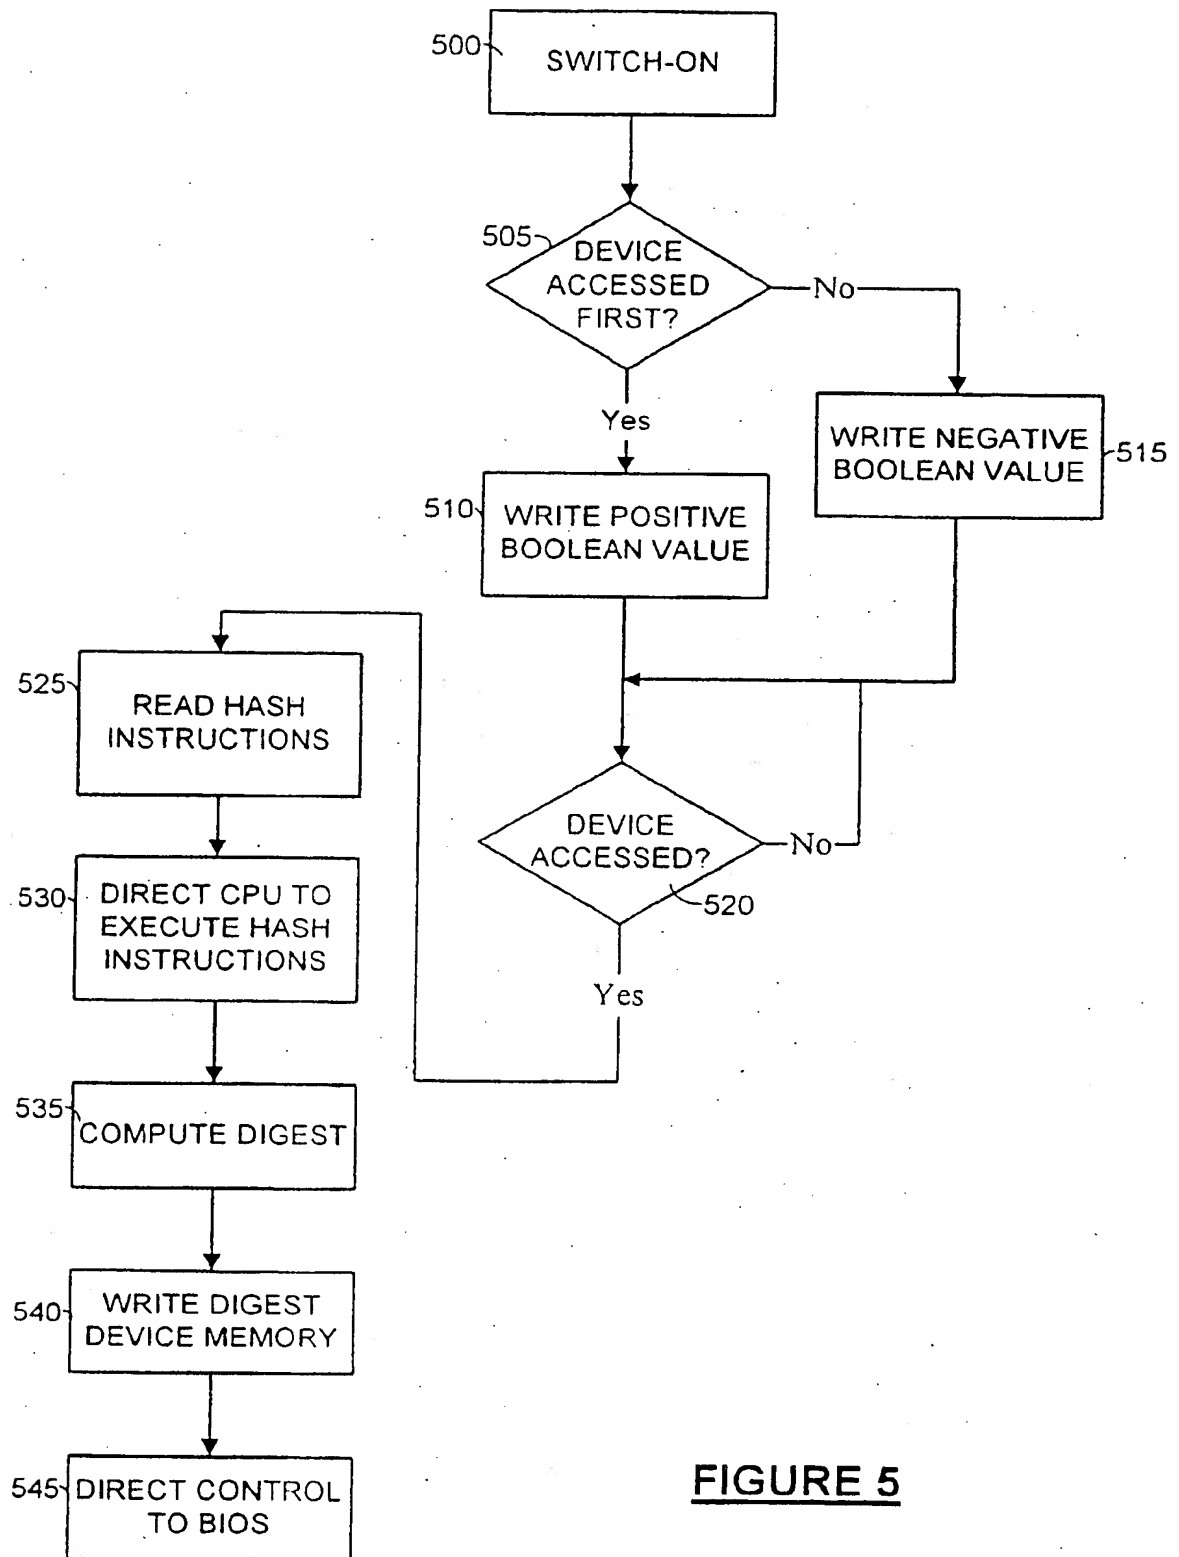 500
SWITCH-ON
505
DEVICE
ACCESSED
FIRST?
No
Yes
WRITE NEGATIVE
BOOLEAN VALUE
515
510
WRITE POSITIVE
BOOLEAN VALUE
525
READ HASH
INSTRUCTIONS
DEVICE
ACCESSED?
No
520
Yes
530
DIRECT CPU TO
EXECUTE HASH
INSTRUCTIONS
535
COMPUTE DIGEST
540
WRITE DIGEST
DEVICE MEMORY
545
DIRECT CONTROL
TO BIOS
FIGURE 5